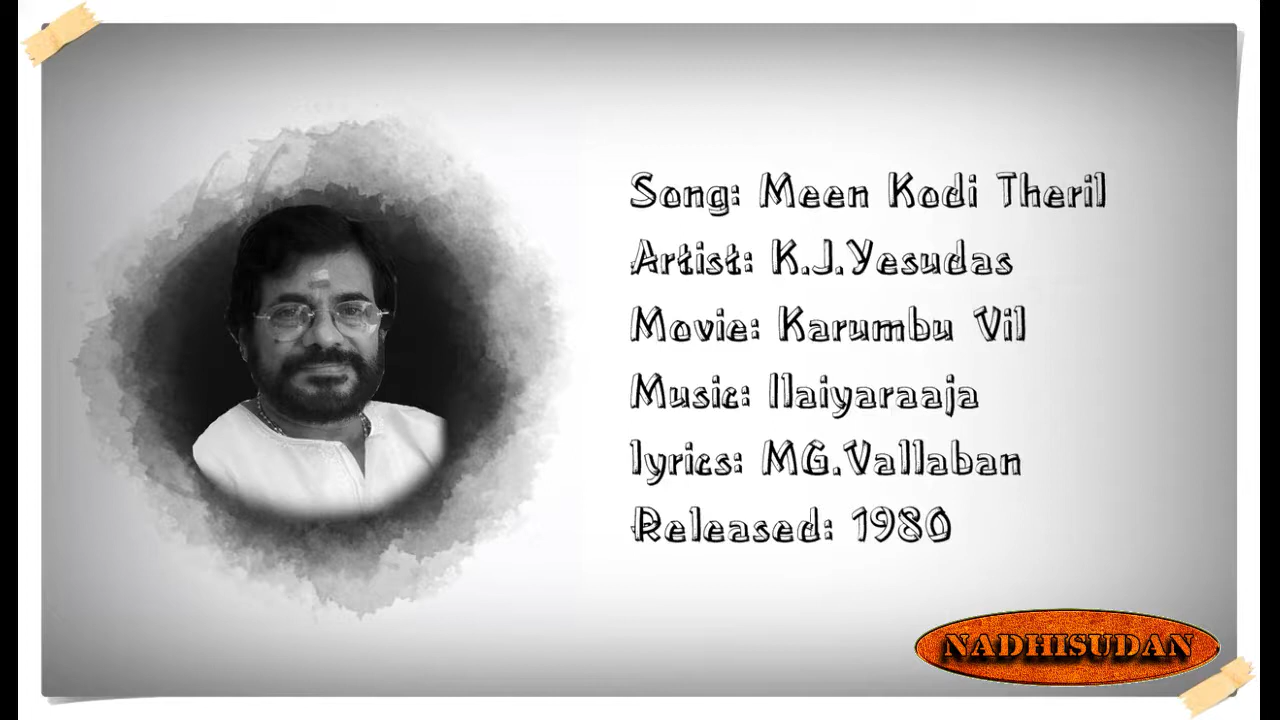 Song: Meen Kodi Theril
Artist: K.J.Yesudas
Movie: Karumbu Vil
Music: Ilaiyaraaja
lyrics: MG.Vallaban
Released: 1980
NADHISUDAN